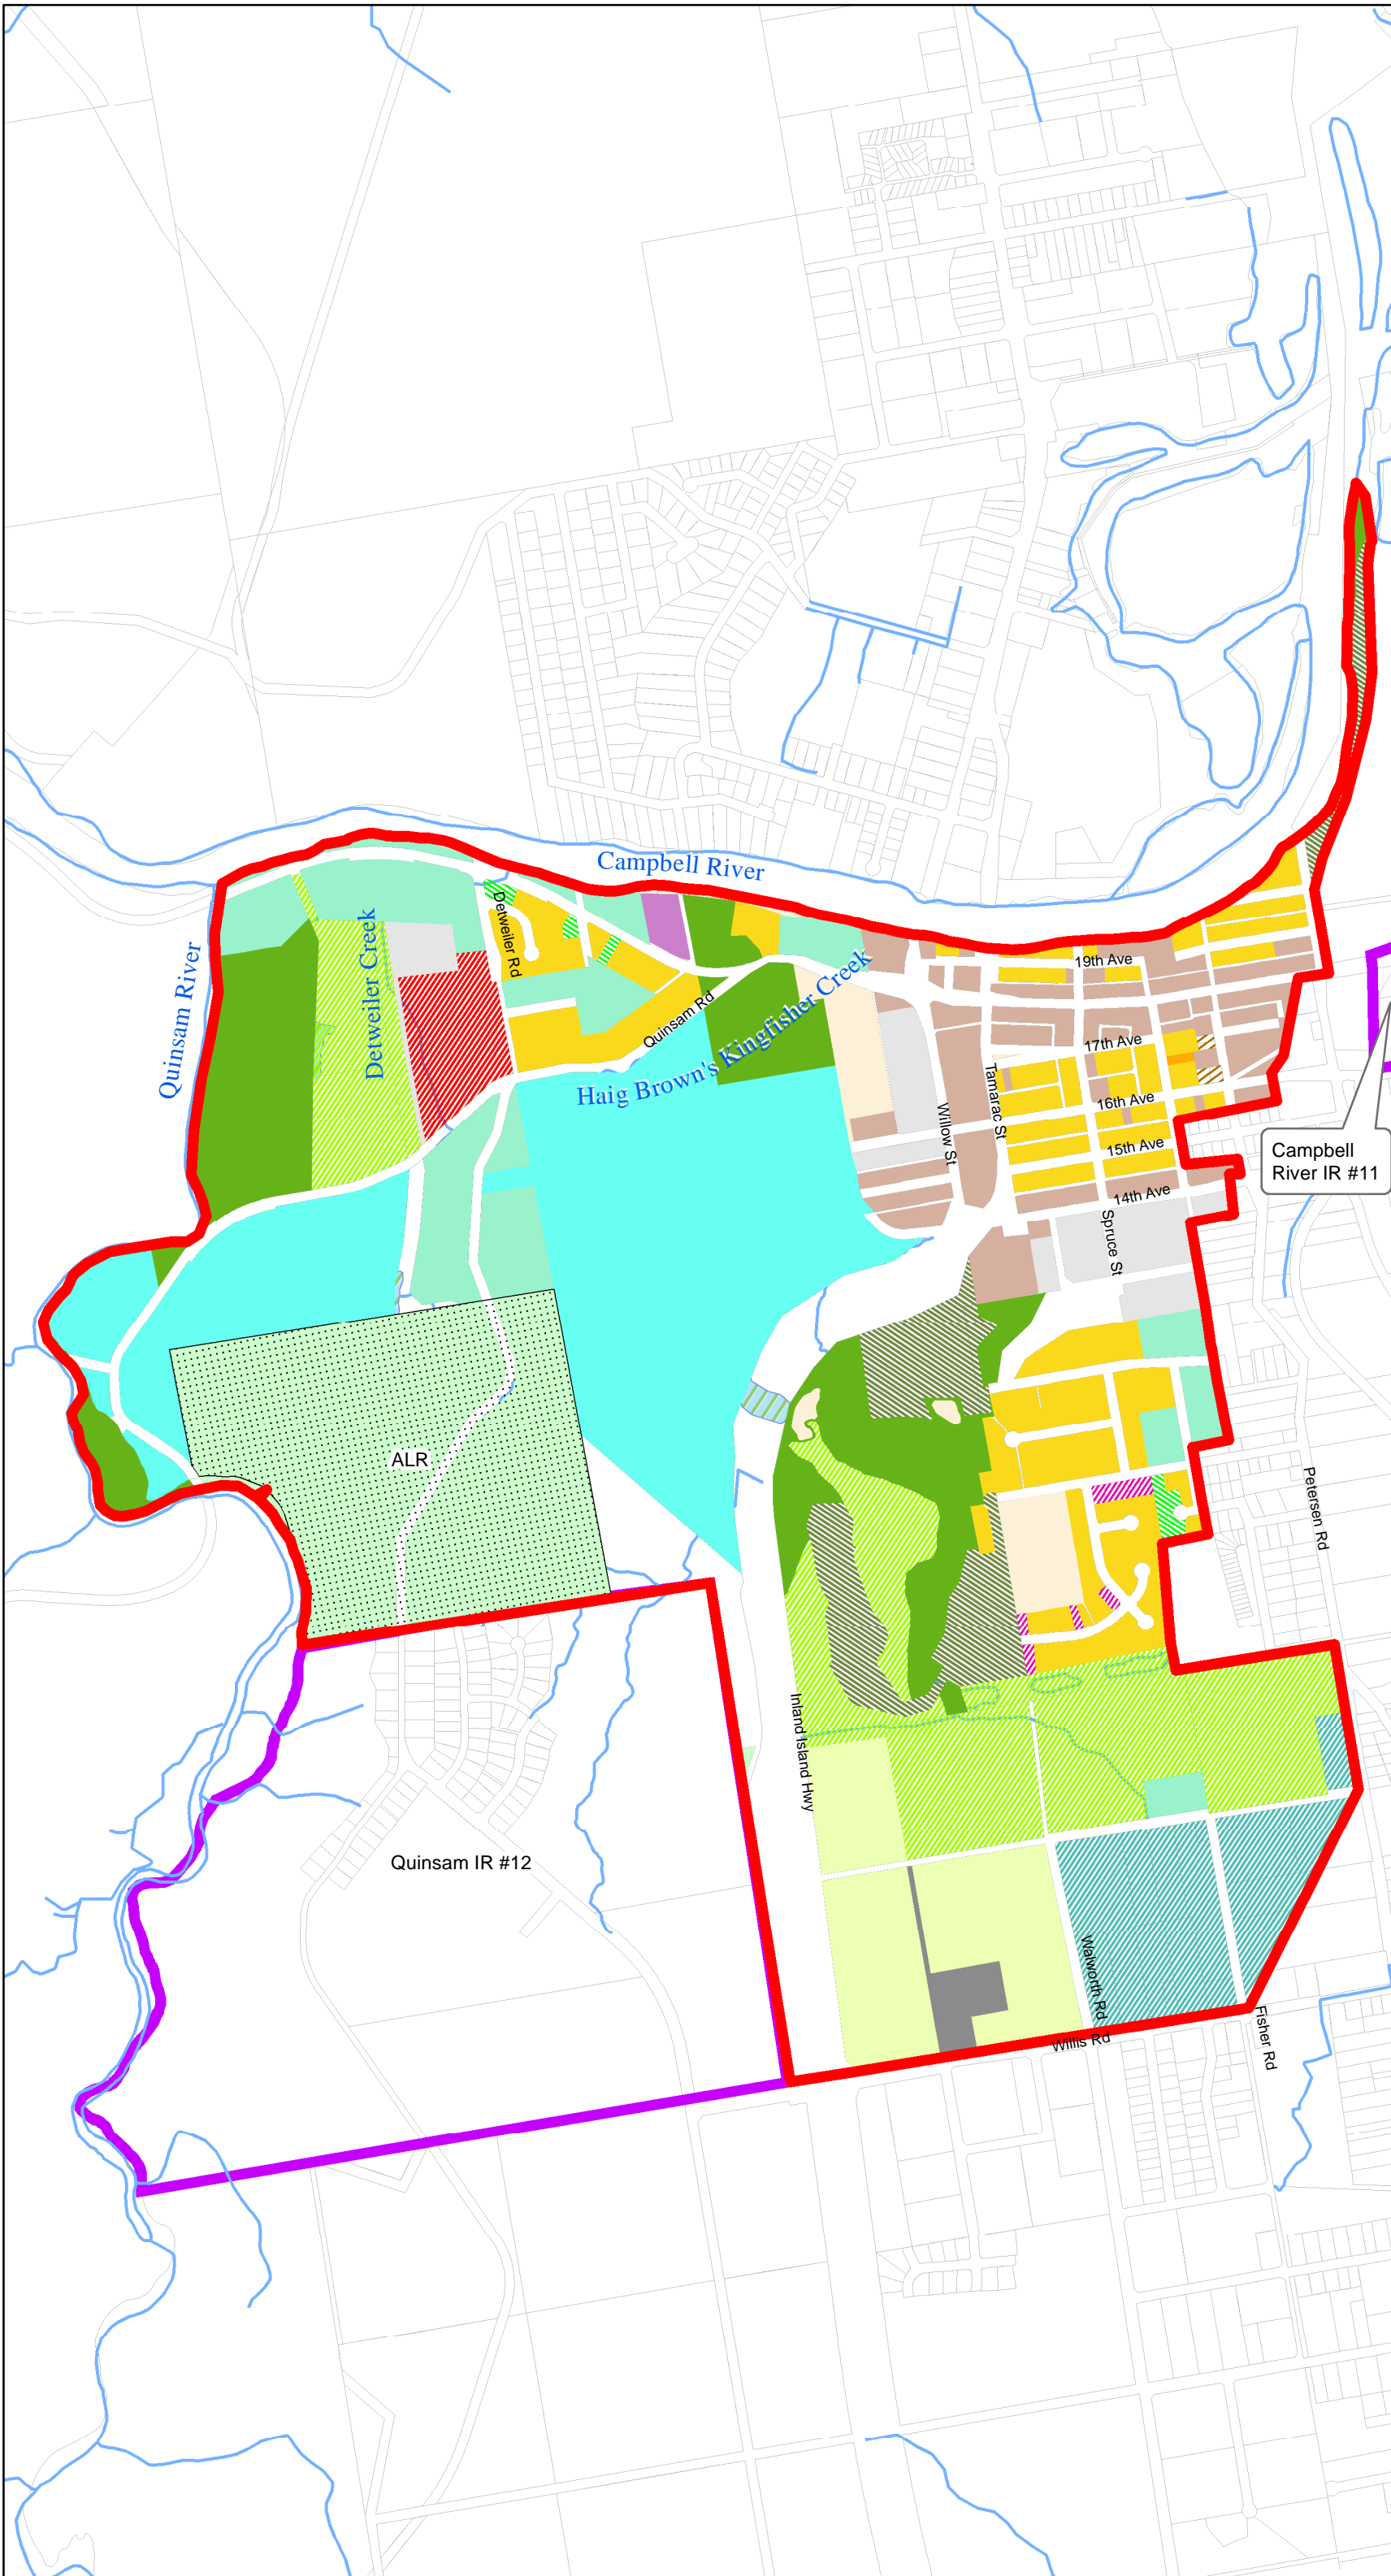 Campbell River
Detweiler Rd
Detweiler Creek
Quinsam River
19th Ave
Quinsam Rd
Haig Brown's Kingfisher Creek
17th Ave
Tamarac St
16th Ave
Willow St
15th Ave
Campbell
River IR #11
14th Ave
Spruce St
ALR
Petersen Rd
Inland Island Hwy
Quinsam IR #12
Walworth Rd
Willis Rd
Fisher Rd